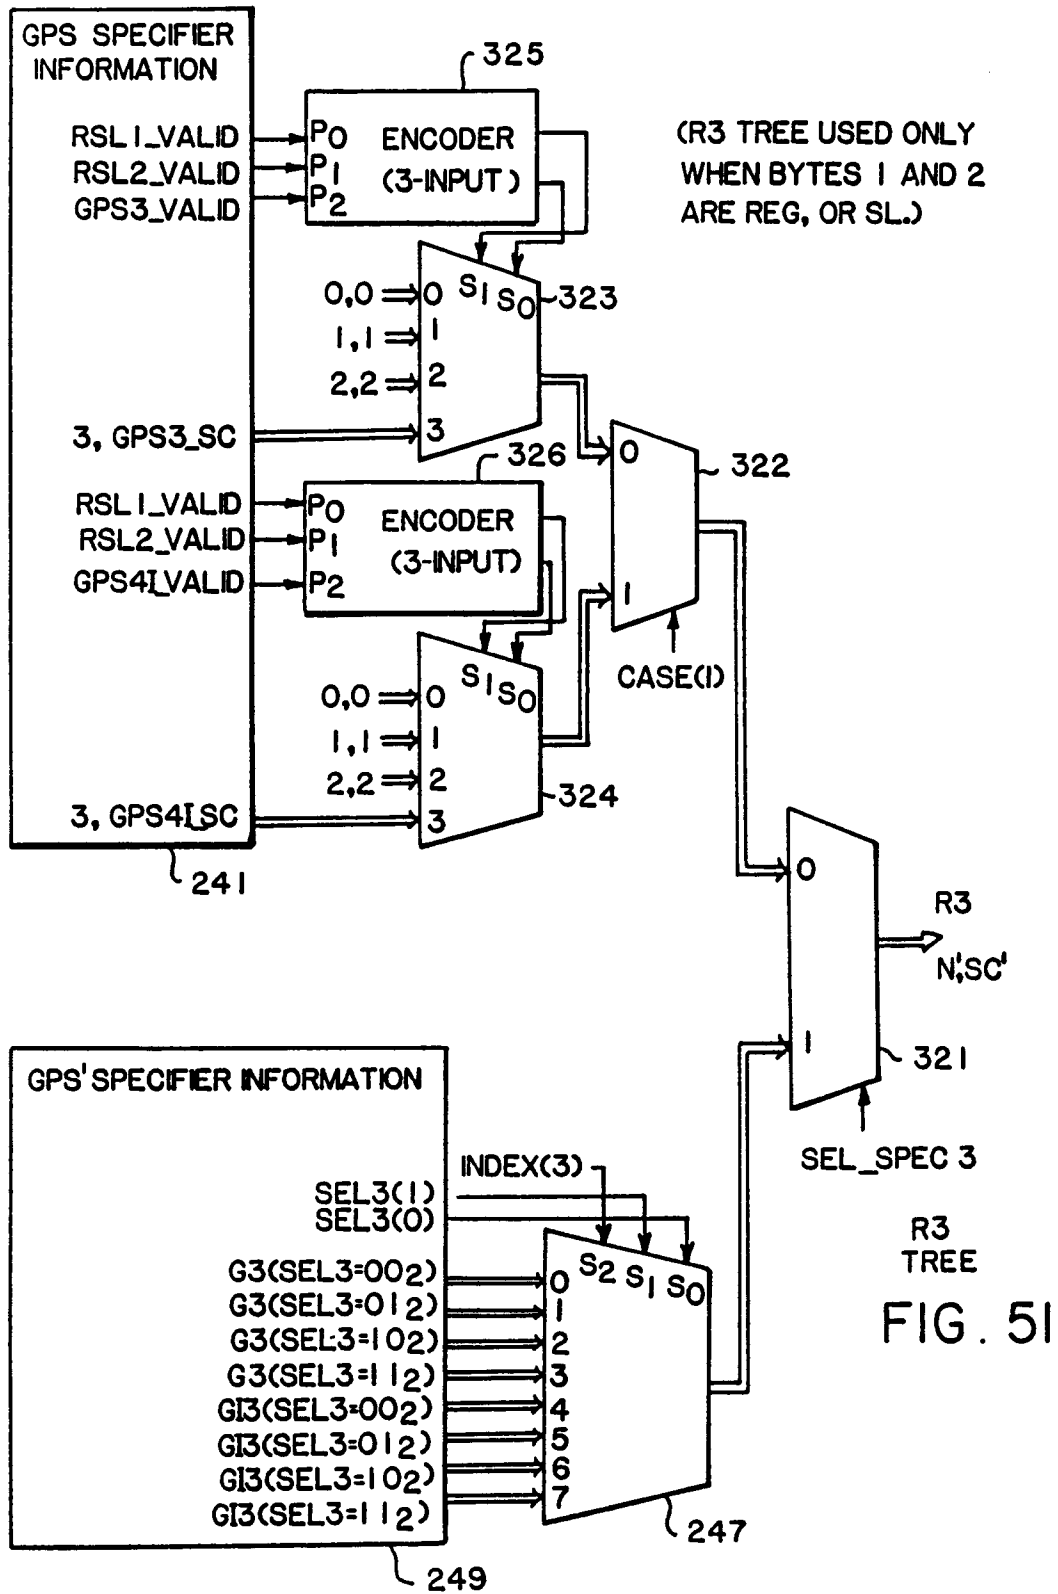 GPS SPECIFIER
INFORMATION
325
RSL1_VALID
P0
ENCODER
RSL2_VALID
P1
(3-INPUT)
GPS3_VALID
P2
(R3 TREE USED ONLY
WHEN BYTES 1 AND 2
ARE REG, OR SL.)
S1 S0
323
0,0
0
1,1
1
2,2
2
3, GPS3_SC
3
326
322
0
1
CASE(1)
RSL1_VALID
P0
ENCODER
RSL2_VALID
P1
(3-INPUT)
GPS4I_VALID
P2
S1 S0
0,0
0
1,1
1
2,2
2
324
3, GPS4I_SC
3
241
0
R3
N',SC'
1
321
SEL_SPEC 3
GPS' SPECIFIER INFORMATION
INDEX(3)
SEL3(1)
SEL3(0)
S2 S1 S0
G3(SEL3=002)
0
G3(SEL3=012)
1
G3(SEL3=102)
2
G3(SEL3=112)
3
GI3(SEL3=002)
4
GI3(SEL3=012)
5
GI3(SEL3=102)
6
GI3(SEL3=112)
7
247
249
R3
TREE
FIG. 51